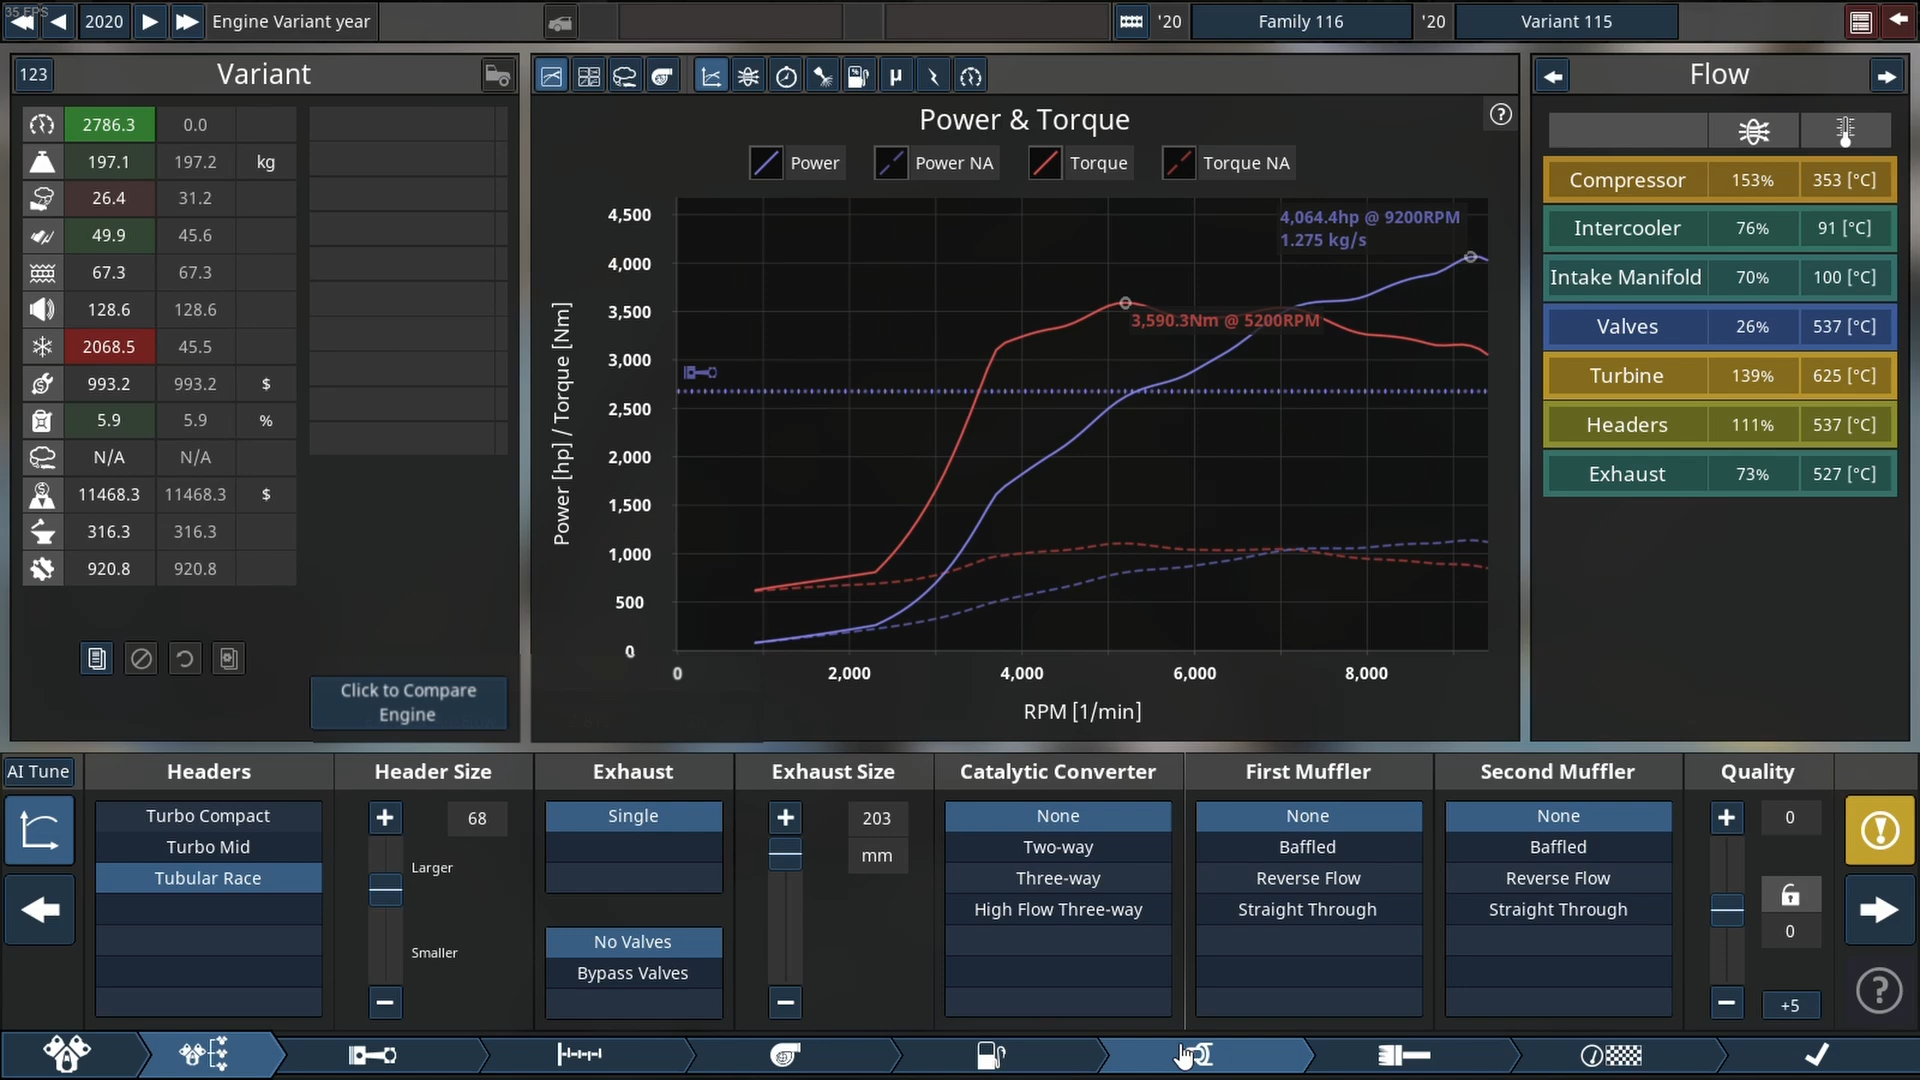 35 FPS
2020
Engine Variant year
'20
Family 116
'20
Variant 115
123
Variant
2786.3 0.0
197.1 197.2 kg
26.4 31.2
49.9 45.6
67.3 67.3
128.6 128.6
2068.5 45.5
993.2 993.2 $
5.9 5.9 %
N/A N/A
11468.3 11468.3 $
316.3 316.3
920.8 920.8
Click to Compare
Engine
Power & Torque
?
Power
Power NA
Torque
Torque NA
Power [hp] / Torque [Nm]
4,500
4,000
3,500
3,000
2,500
2,000
1,500
1,000
500
0
4,064.4hp @ 9200RPM
1.275 kg/s
3,590.3Nm @ 5200RPM
0 2,000 4,000 6,000 8,000
RPM [1/min]
Flow
Compressor 153% 353 [°C]
Intercooler 76% 91 [°C]
Intake Manifold 70% 100 [°C]
Valves 26% 537 [°C]
Turbine 139% 625 [°C]
Headers 111% 537 [°C]
Exhaust 73% 527 [°C]
AI Tune
Headers
Turbo Compact
Turbo Mid
Tubular Race
Header Size
+
68
Larger
Smaller
−
Exhaust
Single
No Valves
Bypass Valves
Exhaust Size
+
203
mm
−
Catalytic Converter
None
Two-way
Three-way
High Flow Three-way
First Muffler
None
Baffled
Reverse Flow
Straight Through
Second Muffler
None
Baffled
Reverse Flow
Straight Through
Quality
+
0
0
−
+5
!
?